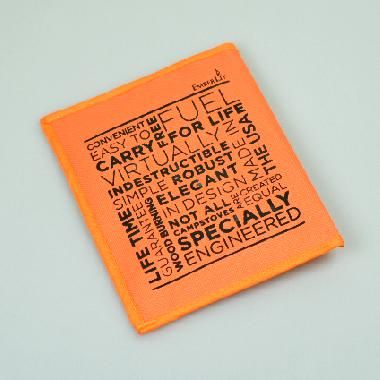 EMBERLIT
CONVENIENT
EASY TO
CARRY
FREE
FUEL
FOR LIFE
VIRTUALLY
INDESTRUCTIBLE
SIMPLE ROBUST
ELEGANT
IN DESIGN
MADE IN
THE USA
LIFE TIME
GUARANTEE
WOOD BURNING
NOT ALL
CAMPSTOVES
ARE CREATED
EQUAL
SPECIALLY
ENGINEERED